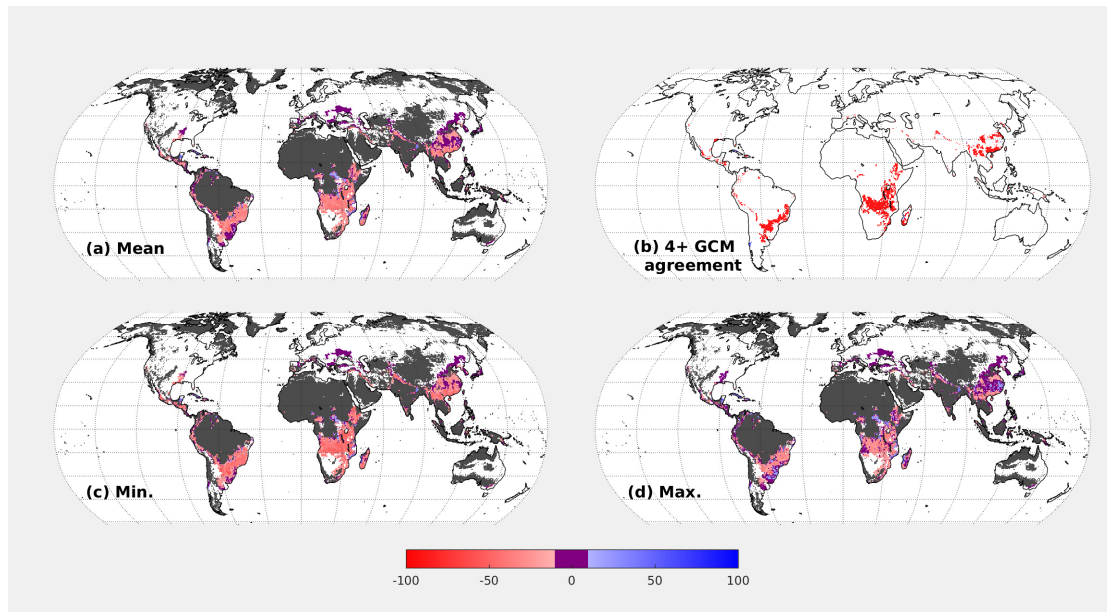 (a) Mean
(b) 4+ GCM
agreement
(c) Min.
(d) Max.
-100
-50
0
50
100